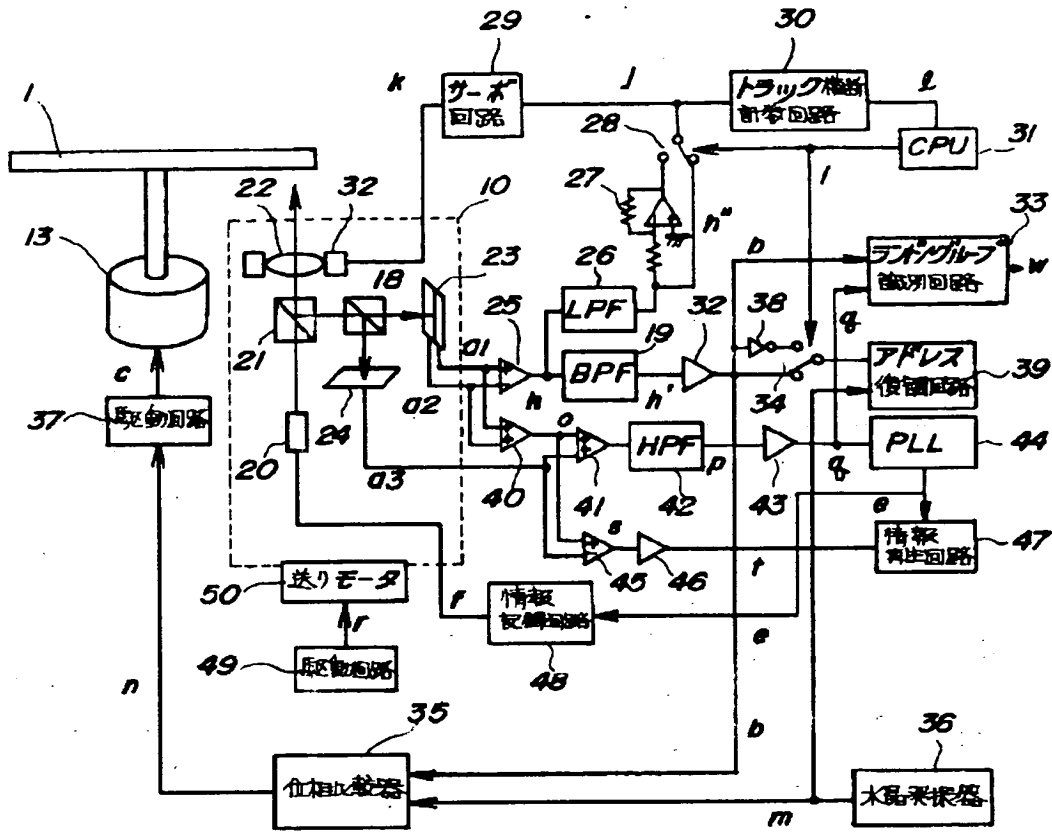 29
30
1
k
サーボ
回路
j
28
トラック横断
計数回路
l
CPU
31
27
i
22
32
10
h"
33
13
23
26
b
ランド/グルーブ
識別回路
w
18
25
LPF
q
19
32
38
21
a1
BPF
アドレス
復調回路
39
c
a2
h
h'
34
37
駆動回路
24
o
HPF
PLL
44
20
40
41
p
q
a3
42
43
e
s
情報
再生回路
47
45
46
t
50
送りモータ
f
情報
記録回路
e
r
49
駆動回路
48
n
35
b
36
位相比較器
水晶発振器
m